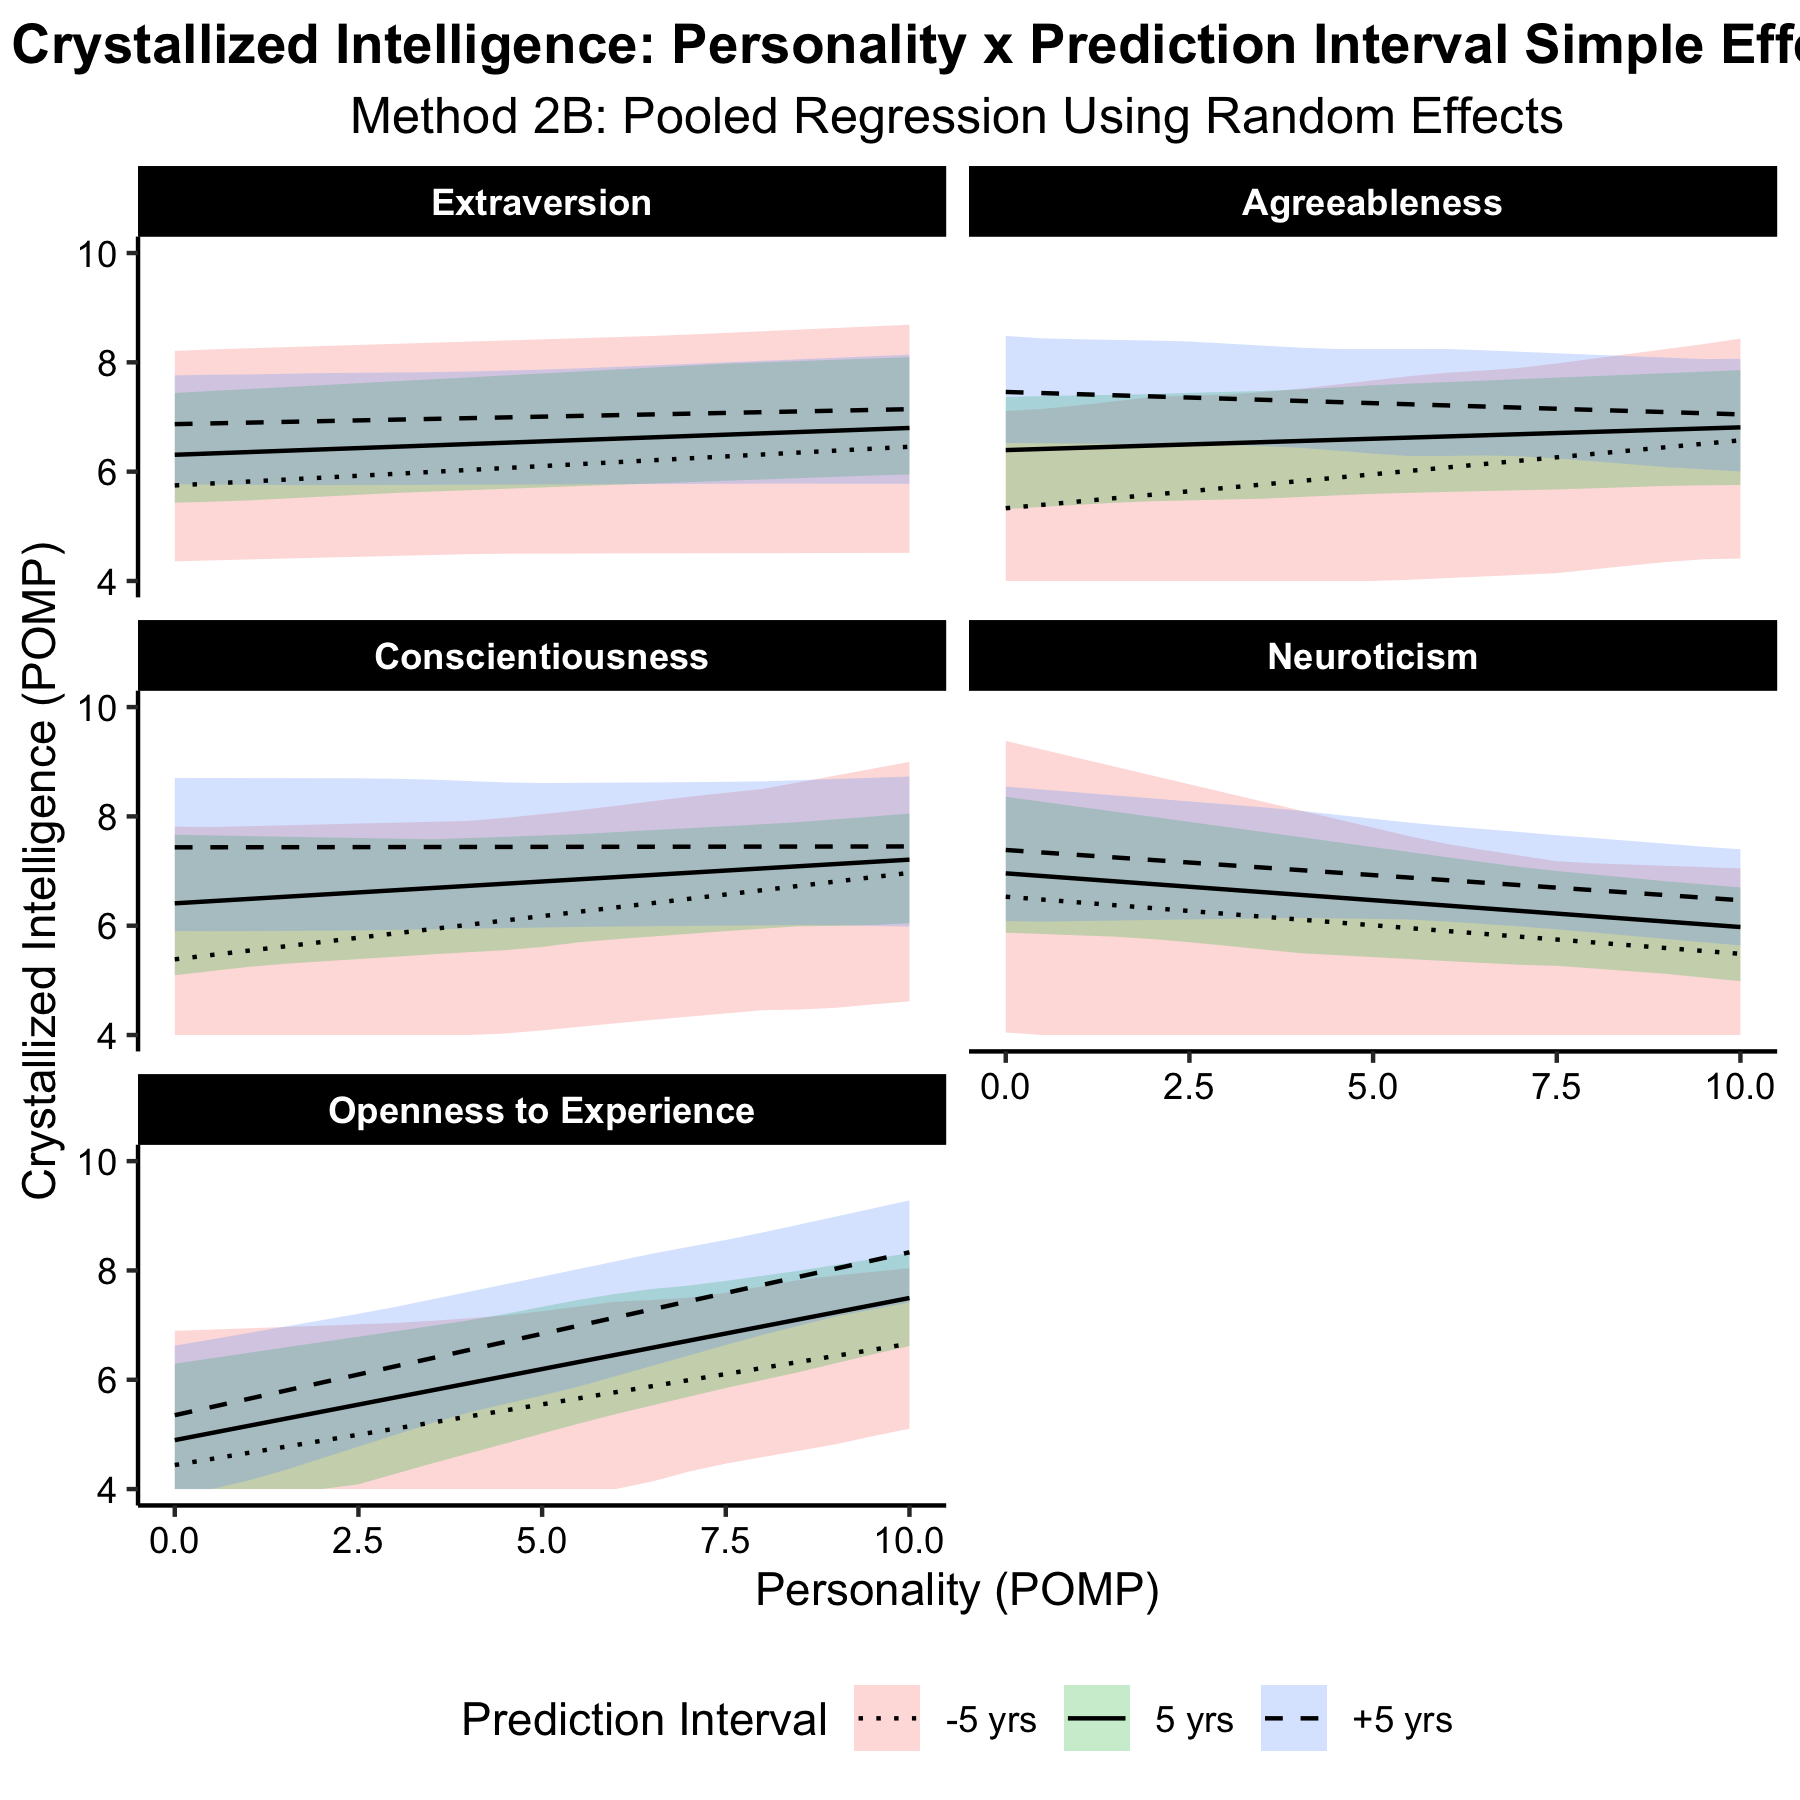 Crystallized Intelligence: Personality x Prediction Interval Simple
Method 2B: Pooled Regression Using Random Effects
Extraversion
Agreeableness
10
8
6
4
Conscientiousness
Neuroticism
10
8
6
4
0.0 2.5 5.0 7.5 10.0
Openness to Experience
10
8
6
4
0.0 2.5 5.0 7.5 10.0
Crystallized Intelligence (POMP)
Personality (POMP)
Prediction Interval -5 yrs 5 yrs +5 yrs